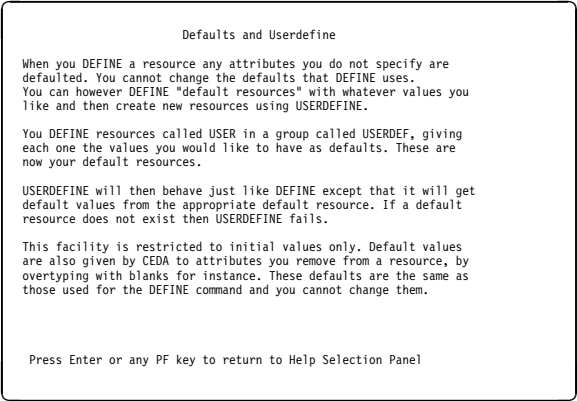 Defaults and Userdefine
When you DEFINE a resource any attributes you do not specify are
defaulted. You cannot change the defaults that DEFINE uses.
You can however DEFINE "default resources" with whatever values you
like and then create new resources using USERDEFINE.
You DEFINE resources called USER in a group called USERDEF, giving
each one the values you would like to have as defaults. These are
now your default resources.
USERDEFINE will then behave just like DEFINE except that it will get
default values from the appropriate default resource. If a default
resource does not exist then USERDEFINE fails.
This facility is restricted to initial values only. Default values
are also given by CEDA to attributes you remove from a resource, by
overtyping with blanks for instance. These defaults are the same as
those used for the DEFINE command and you cannot change them.
Press Enter or any PF key to return to Help Selection Panel